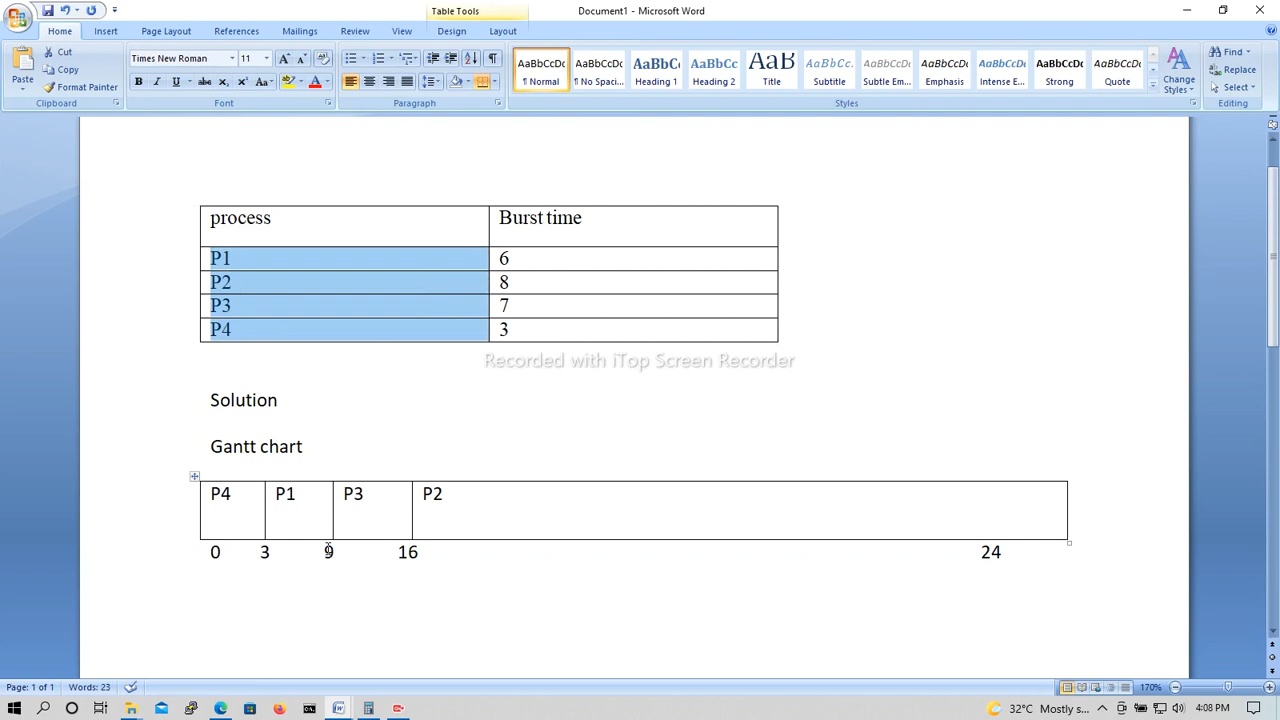 Table Tools
Document1 - Microsoft Word
Home Insert Page Layout References Mailings Review View Design Layout
Paste
Cut
Copy
Format Painter
Clipboard
Times New Roman 11
B I U abc X₂ X² Aa
Font
Paragraph
AaBbCcDc AaBbCcDc AaBbC AaBbCc AaB AaBbCc. AaBbCcDc AaBbCcDc AaBbCcDc AaBbCcDc
¶ Normal ¶ No Spaci... Heading 1 Heading 2 Title Subtitle Subtle Em... Emphasis Intense E... Strong Quote
Change Styles
Styles
Find
Replace
Select
Editing
process Burst time
P1 6
P2 8
P3 7
P4 3
Recorded with iTop Screen Recorder
Solution
Gantt chart
P4 P1 P3 P2
0 3 9 16 24
Page: 1 of 1 Words: 23 170%
32°C Mostly s... 4:08 PM